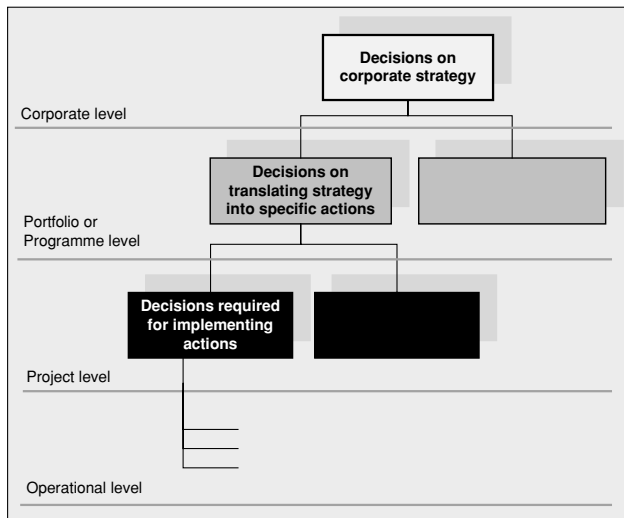 Decisions on
corporate strategy
Corporate level
Decisions on
translating strategy
into specific actions
Portfolio or
Programme level
Decisions required
for implementing
actions
Project level
Operational level